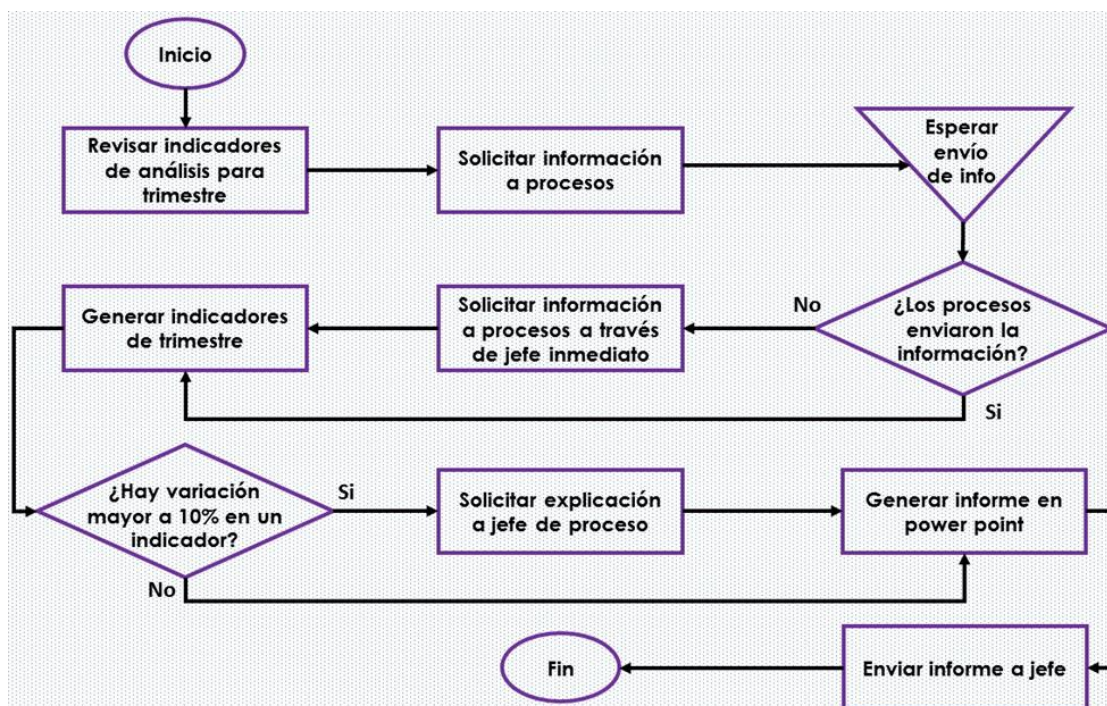 Inicio
Revisar indicadores
de análisis para
trimestre
Solicitar información
a procesos
Esperar
envío
de info
¿Los procesos
enviaron la
información?
No
Si
Solicitar información
a procesos a través
de jefe inmediato
Generar indicadores
de trimestre
¿Hay variación
mayor a 10% en un
indicador?
Si
No
Solicitar explicación
a jefe de proceso
Generar informe en
power point
Enviar informe a jefe
Fin